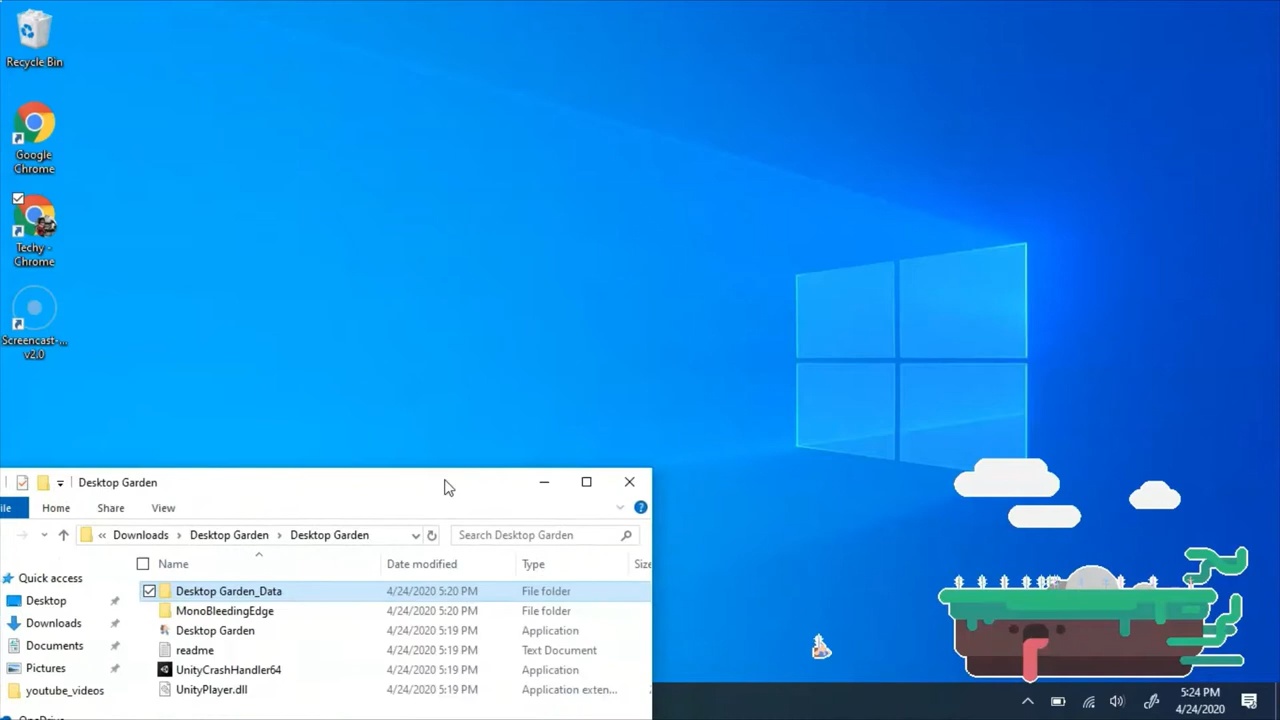 Recycle Bin
Google
Chrome
Techy -
Chrome
Screencast-...
v2.0
Desktop Garden
ile
Home
Share
View
« Downloads > Desktop Garden > Desktop Garden
Search Desktop Garden
Name
Date modified
Type
Size
Quick access
Desktop
Downloads
Documents
Pictures
youtube_videos
OneDrive
Desktop Garden_Data 4/24/2020 5:20 PM File folder
MonoBleedingEdge 4/24/2020 5:20 PM File folder
Desktop Garden 4/24/2020 5:19 PM Application
readme 4/24/2020 5:19 PM Text Document
UnityCrashHandler64 4/24/2020 5:19 PM Application
UnityPlayer.dll 4/24/2020 5:19 PM Application exten...
5:24 PM
4/24/2020